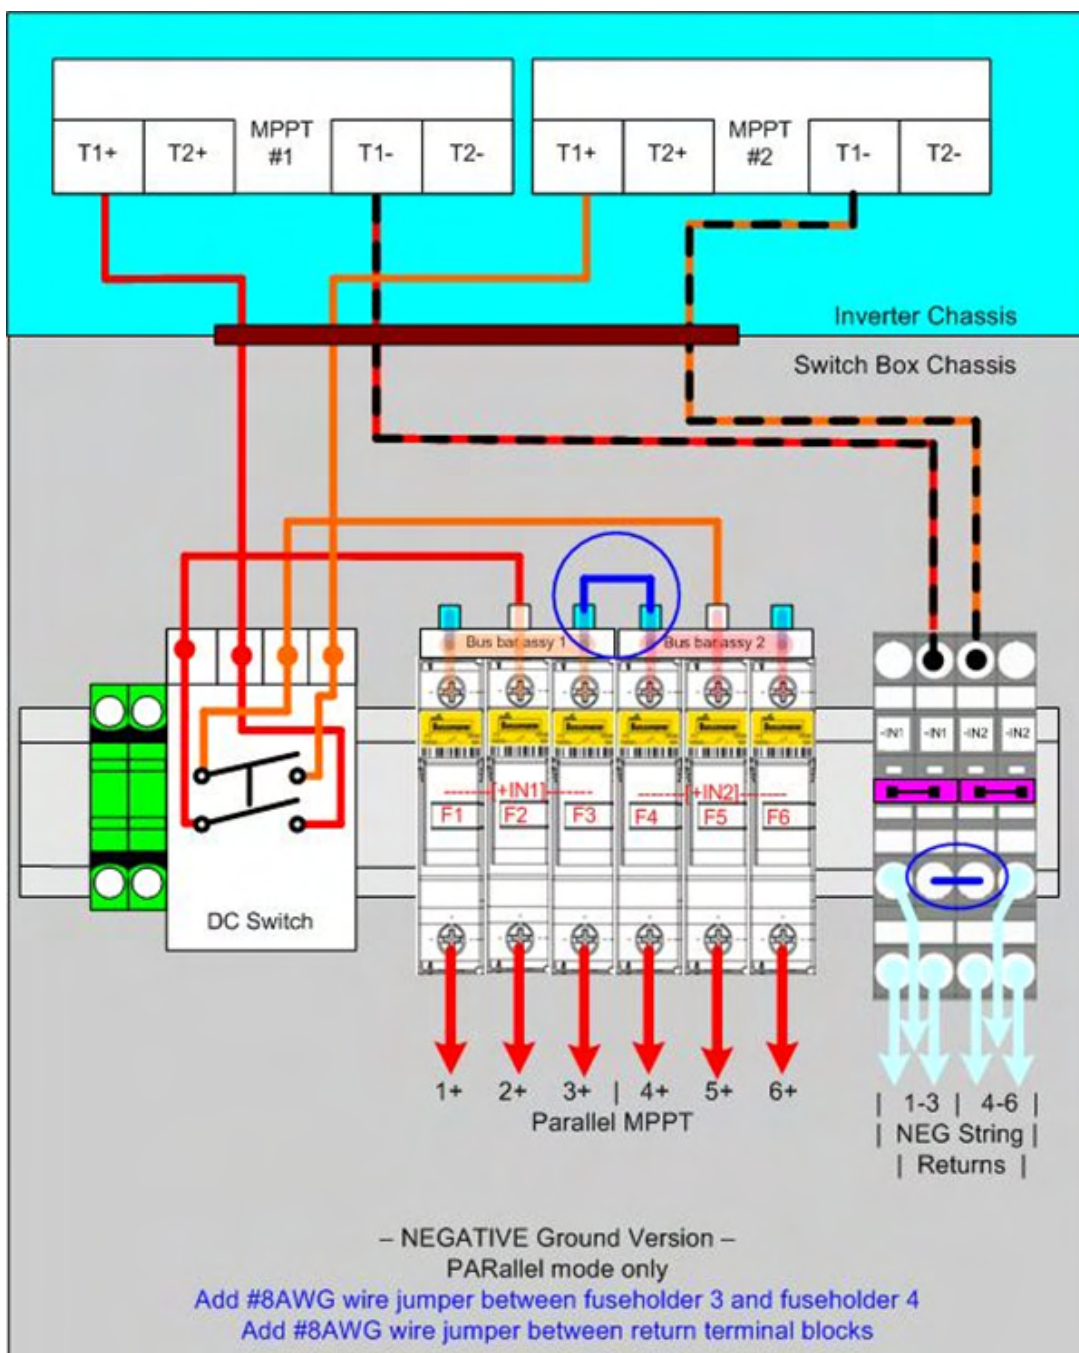 T1+ T2+ MPPT #1 T1- T2- T1+ T2+ MPPT #2 T1- T2-
Inverter Chassis
Switch Box Chassis
Bus bar assy 1 Bus bar assy 2
-IN1 -IN1 -IN2 -IN2
[+IN1] [+IN2]
F1 F2 F3 F4 F5 F6
DC Switch
1+ 2+ 3+ | 4+ 5+ 6+
Parallel MPPT
| 1-3 | 4-6 |
| NEG String |
| Returns |
– NEGATIVE Ground Version –
PARallel mode only
Add #8AWG wire jumper between fuseholder 3 and fuseholder 4
Add #8AWG wire jumper between return terminal blocks